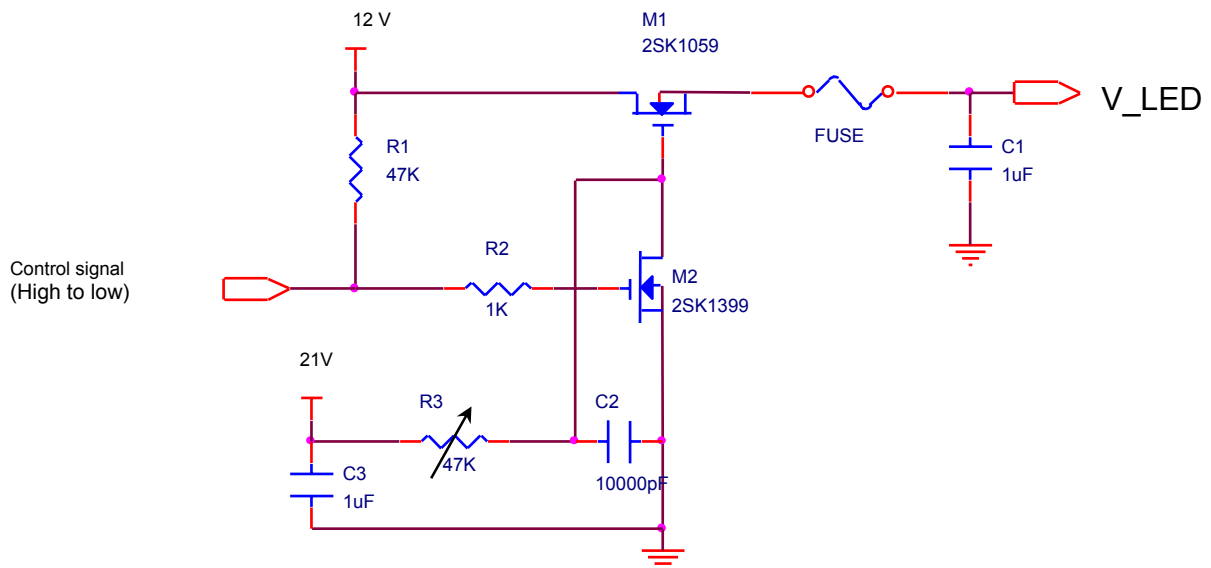 12 V
M1
2SK1059
V_LED
FUSE
R1
47K
C1
1uF
Control signal
(High to low)
R2
1K
M2
2SK1399
21V
R3
47K
C2
10000pF
C3
1uF